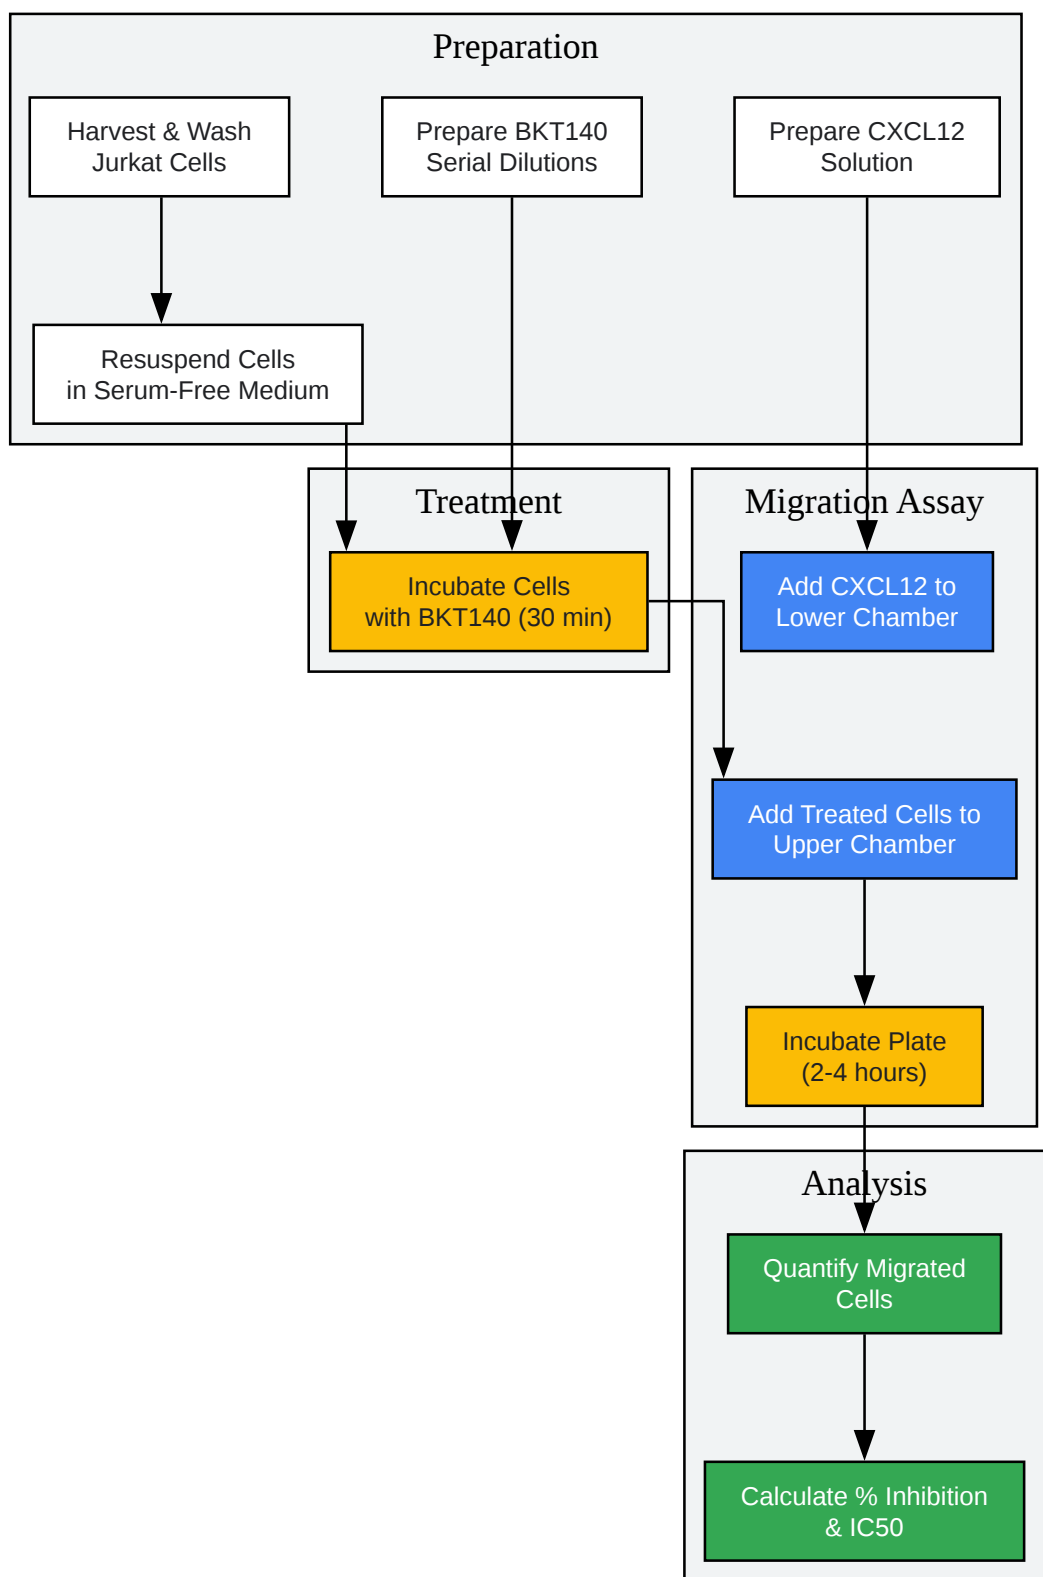 Preparation
Harvest & Wash
Jurkat Cells
Prepare BKT140
Serial Dilutions
Prepare CXCL12
Solution
Resuspend Cells
in Serum-Free Medium
Treatment
Incubate Cells
with BKT140 (30 min)
Migration Assay
Add CXCL12 to
Lower Chamber
Add Treated Cells to
Upper Chamber
Incubate Plate
(2-4 hours)
Analysis
Quantify Migrated
Cells
Calculate % Inhibition
& IC50